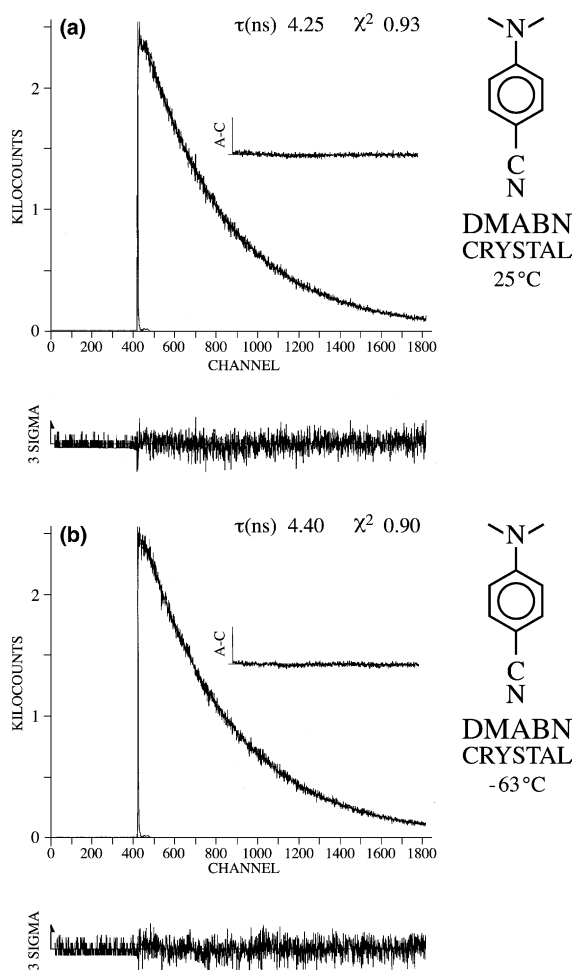 (a)
τ(ns) 4.25 χ² 0.93
KILOCOUNTS
2
1
0
A-C
0 200 400 600 800 1000 1200 1400 1600 1800
CHANNEL
3 SIGMA
N
C
N
DMABN
CRYSTAL
25°C
(b)
τ(ns) 4.40 χ² 0.90
KILOCOUNTS
2
1
0
A-C
0 200 400 600 800 1000 1200 1400 1600 1800
CHANNEL
3 SIGMA
N
C
N
DMABN
CRYSTAL
-63°C